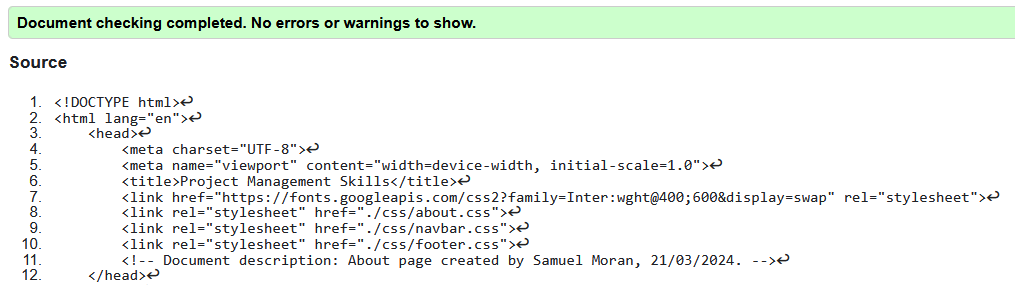 Document checking completed. No errors or warnings to show.
Source
1. <!DOCTYPE html>↩
2. <html lang="en">↩
3.     <head>↩
4.         <meta charset="UTF-8">↩
5.         <meta name="viewport" content="width=device-width, initial-scale=1.0">↩
6.         <title>Project Management Skills</title>↩
7.         <link href="https://fonts.googleapis.com/css2?family=Inter:wght@400;600&display=swap" rel="stylesheet">↩
8.         <link rel="stylesheet" href="./css/about.css">↩
9.         <link rel="stylesheet" href="./css/navbar.css">↩
10.         <link rel="stylesheet" href="./css/footer.css">↩
11.         <!-- Document description: About page created by Samuel Moran, 21/03/2024. -->↩
12.     </head>↩